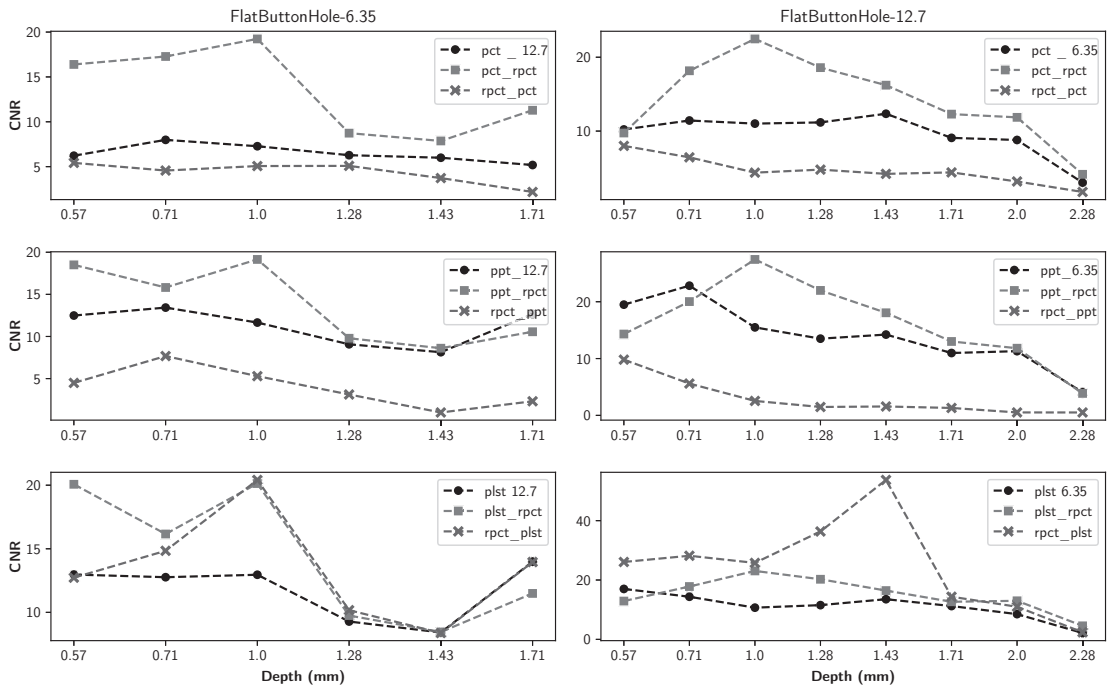 FlatButtonHole-6.35
FlatButtonHole-12.7
20
15
10
5
CNR
pct_ 12.7
pct_rpct
rpct_pct
0.57 0.71 1.0 1.28 1.43 1.71
20
10
pct_ 6.35
pct_rpct
rpct_pct
0.57 0.71 1.0 1.28 1.43 1.71 2.0 2.28
20
15
10
5
CNR
ppt_ 12.7
ppt_rpct
rpct_ppt
0.57 0.71 1.0 1.28 1.43 1.71
20
10
0
ppt_6.35
ppt_rpct
rpct_ppt
0.57 0.71 1.0 1.28 1.43 1.71 2.0 2.28
20
15
10
CNR
plst 12.7
plst_rpct
rpct_plst
0.57 0.71 1.0 1.28 1.43 1.71
Depth (mm)
40
20
0
plst 6.35
plst_rpct
rpct_plst
0.57 0.71 1.0 1.28 1.43 1.71 2.0 2.28
Depth (mm)